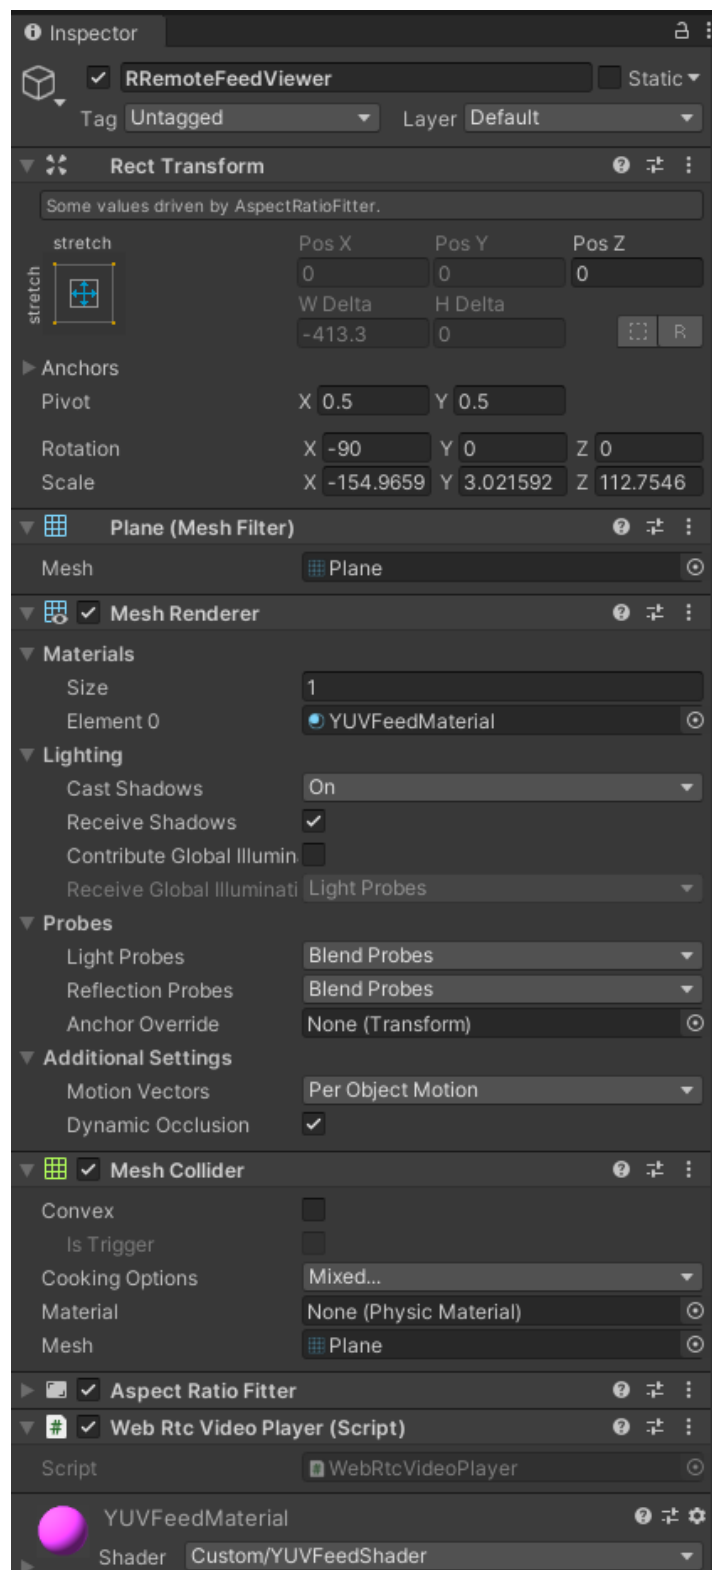 Inspector
RRemoteFeedViewer Static
Tag Untagged Layer Default
Rect Transform
Some values driven by AspectRatioFitter.
stretch Pos X Pos Y Pos Z
stretch 0 0 0
W Delta H Delta
-413.3 0 R
Anchors
Pivot X 0.5 Y 0.5
Rotation X -90 Y 0 Z 0
Scale X -154.9659 Y 3.021592 Z 112.7546
Plane (Mesh Filter)
Mesh Plane
Mesh Renderer
Materials
Size 1
Element 0 YUVFeedMaterial
Lighting
Cast Shadows On
Receive Shadows
Contribute Global Illumin
Receive Global Illuminati Light Probes
Probes
Light Probes Blend Probes
Reflection Probes Blend Probes
Anchor Override None (Transform)
Additional Settings
Motion Vectors Per Object Motion
Dynamic Occlusion
Mesh Collider
Convex
Is Trigger
Cooking Options Mixed...
Material None (Physic Material)
Mesh Plane
Aspect Ratio Fitter
# Web Rtc Video Player (Script)
Script WebRtcVideoPlayer
YUVFeedMaterial
Shader Custom/YUVFeedShader